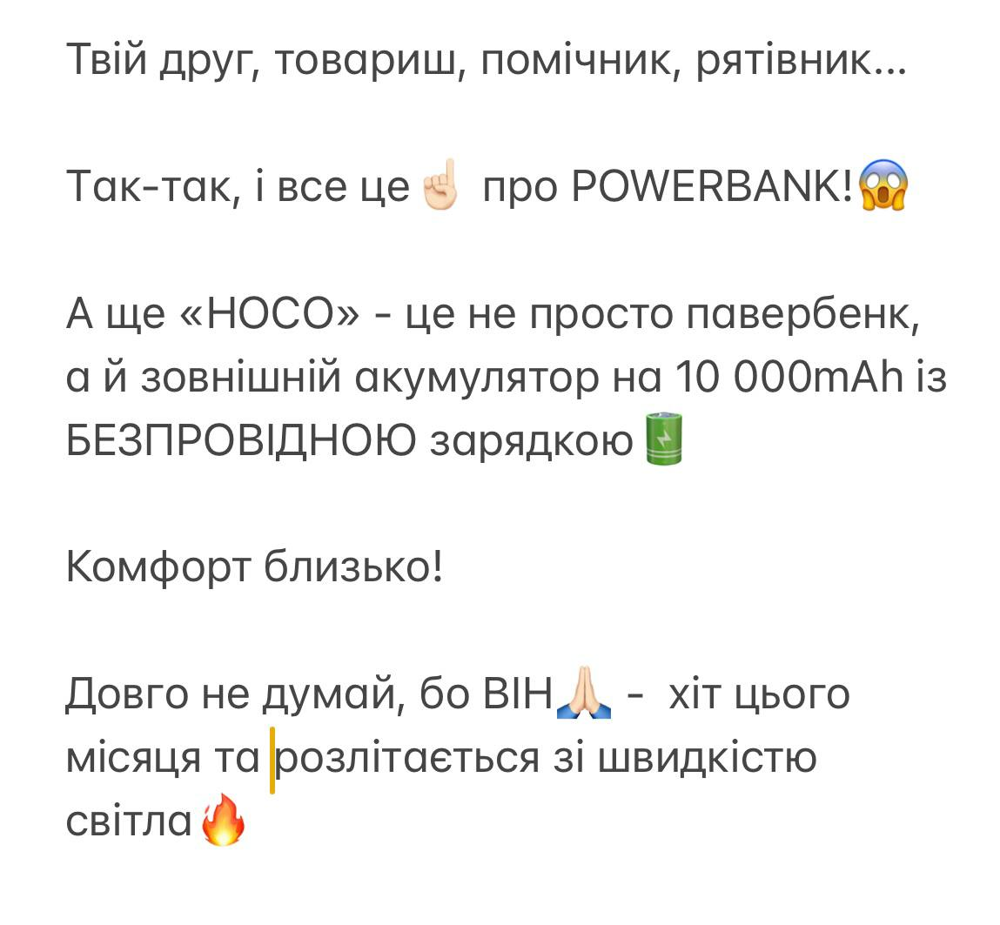 Твій друг, товариш, помічник, рятівник...
Так-так, і все це☝🏻 про POWERBANK!😱
А ще «HOCO» - це не просто павербенк,
а й зовнішній акумулятор на 10 000mAh із
БЕЗПРОВІДНОЮ зарядкою🔋
Комфорт близько!
Довго не думай, бо ВІН🙏🏻 -  хіт цього
місяця та розлітається зі швидкістю
світла🔥